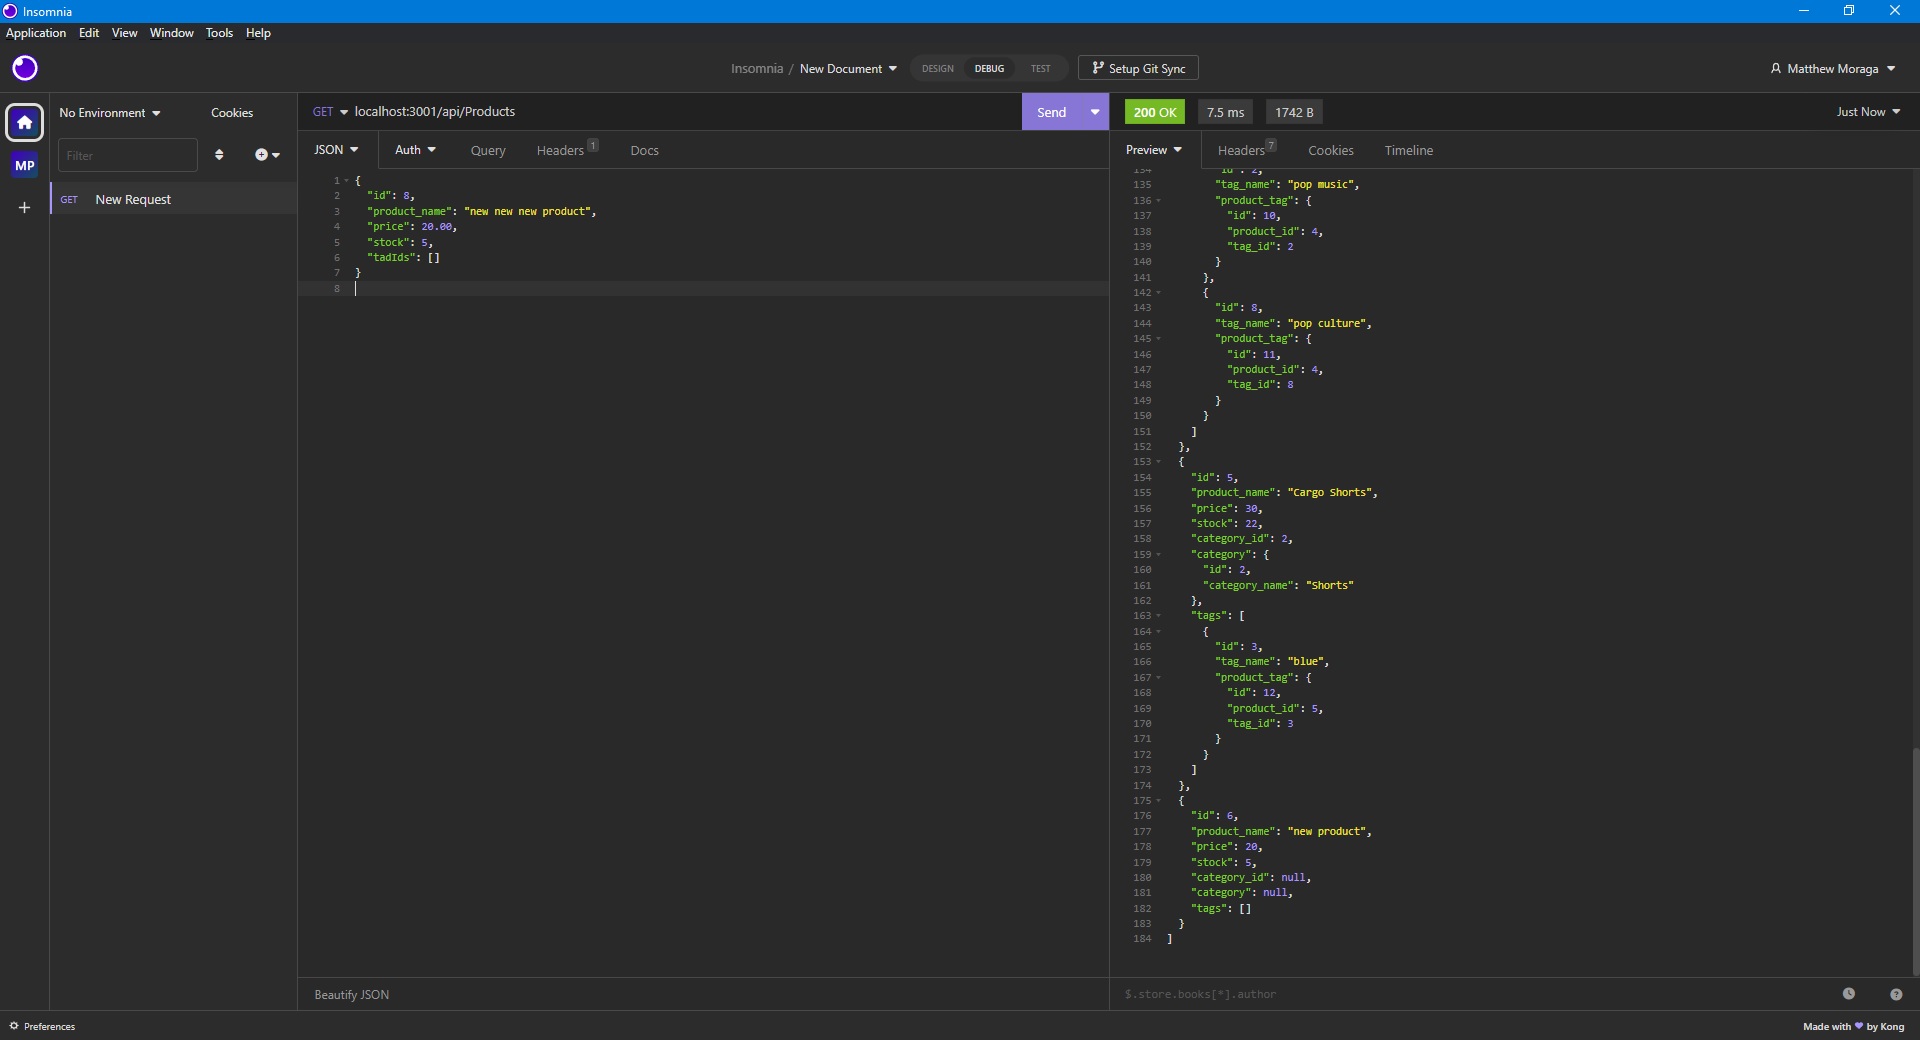 Insomnia
Application Edit View Window Tools Help
Insomnia / New Document DESIGN DEBUG TEST Setup Git Sync Matthew Moraga
No Environment Cookies
GET localhost:3001/api/Products Send 200 OK 7.5 ms 1742 B Just Now
Filter
MP
GET New Request
JSON Auth Query Headers 1 Docs
1 {
2 "id": 8,
3 "product_name": "new new new product",
4 "price": 20.00,
5 "stock": 5,
6 "tadIds": []
7 }
8
Beautify JSON
Preview Headers 7 Cookies Timeline
134 "id": 2,
135 "tag_name": "pop music",
136 "product_tag": {
137 "id": 10,
138 "product_id": 4,
139 "tag_id": 2
140 }
141 },
142 {
143 "id": 8,
144 "tag_name": "pop culture",
145 "product_tag": {
146 "id": 11,
147 "product_id": 4,
148 "tag_id": 8
149 }
150 }
151 ]
152 },
153 {
154 "id": 5,
155 "product_name": "Cargo Shorts",
156 "price": 30,
157 "stock": 22,
158 "category_id": 2,
159 "category": {
160 "id": 2,
161 "category_name": "Shorts"
162 },
163 "tags": [
164 {
165 "id": 3,
166 "tag_name": "blue",
167 "product_tag": {
168 "id": 12,
169 "product_id": 5,
170 "tag_id": 3
171 }
172 }
173 ]
174 },
175 {
176 "id": 6,
177 "product_name": "new product",
178 "price": 20,
179 "stock": 5,
180 "category_id": null,
181 "category": null,
182 "tags": []
183 }
184 ]
$.store.books[*].author
Preferences
Made with ♥ by Kong